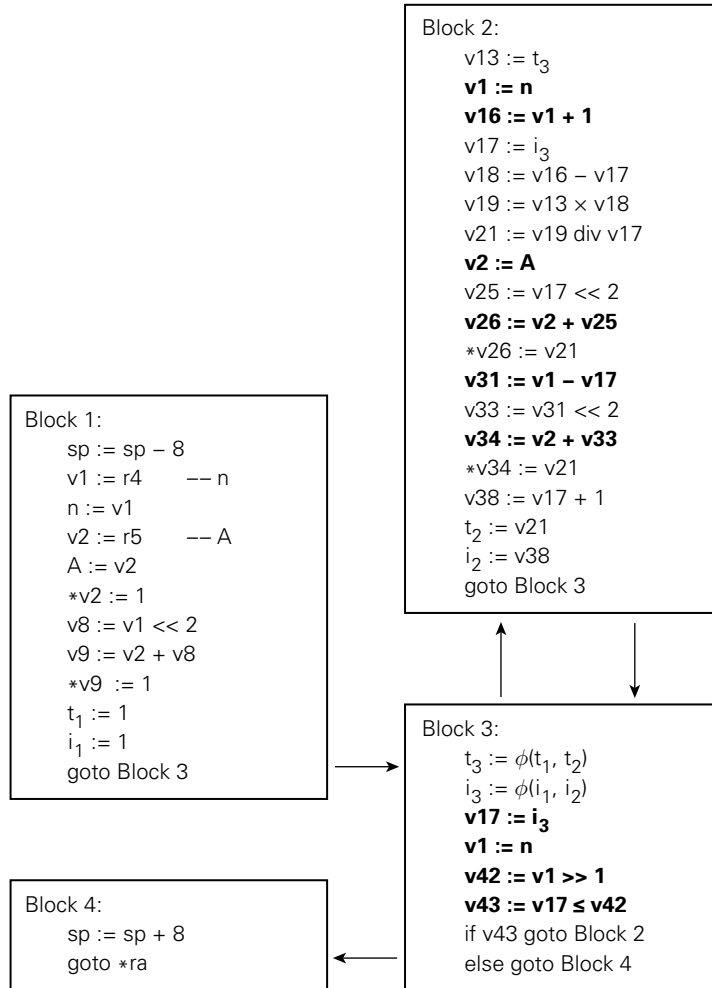 Block 1:
sp := sp – 8
v1 := r4 –– n
n := v1
v2 := r5 –– A
A := v2
*v2 := 1
v8 := v1 << 2
v9 := v2 + v8
*v9 := 1
t₁ := 1
i₁ := 1
goto Block 3
Block 2:
v13 := t₃
v1 := n
v16 := v1 + 1
v17 := i₃
v18 := v16 – v17
v19 := v13 × v18
v21 := v19 div v17
v2 := A
v25 := v17 << 2
v26 := v2 + v25
*v26 := v21
v31 := v1 – v17
v33 := v31 << 2
v34 := v2 + v33
*v34 := v21
v38 := v17 + 1
t₂ := v21
i₂ := v38
goto Block 3
Block 3:
t₃ := ϕ(t₁, t₂)
i₃ := ϕ(i₁, i₂)
v17 := i₃
v1 := n
v42 := v1 >> 1
v43 := v17 ≤ v42
if v43 goto Block 2
else goto Block 4
Block 4:
sp := sp + 8
goto *ra